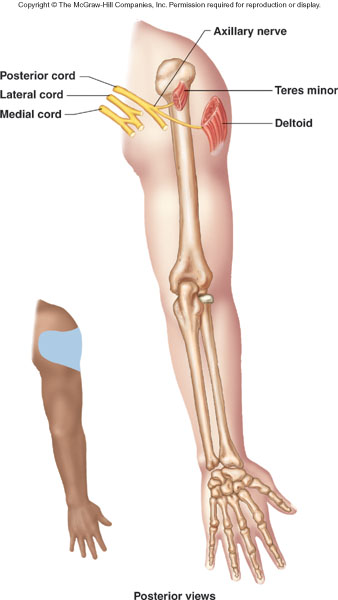 Copyright © The McGraw-Hill Companies, Inc. Permission required for reproduction or display.
Axillary nerve
Posterior cord
Lateral cord
Medial cord
Teres minor
Deltoid
Posterior views